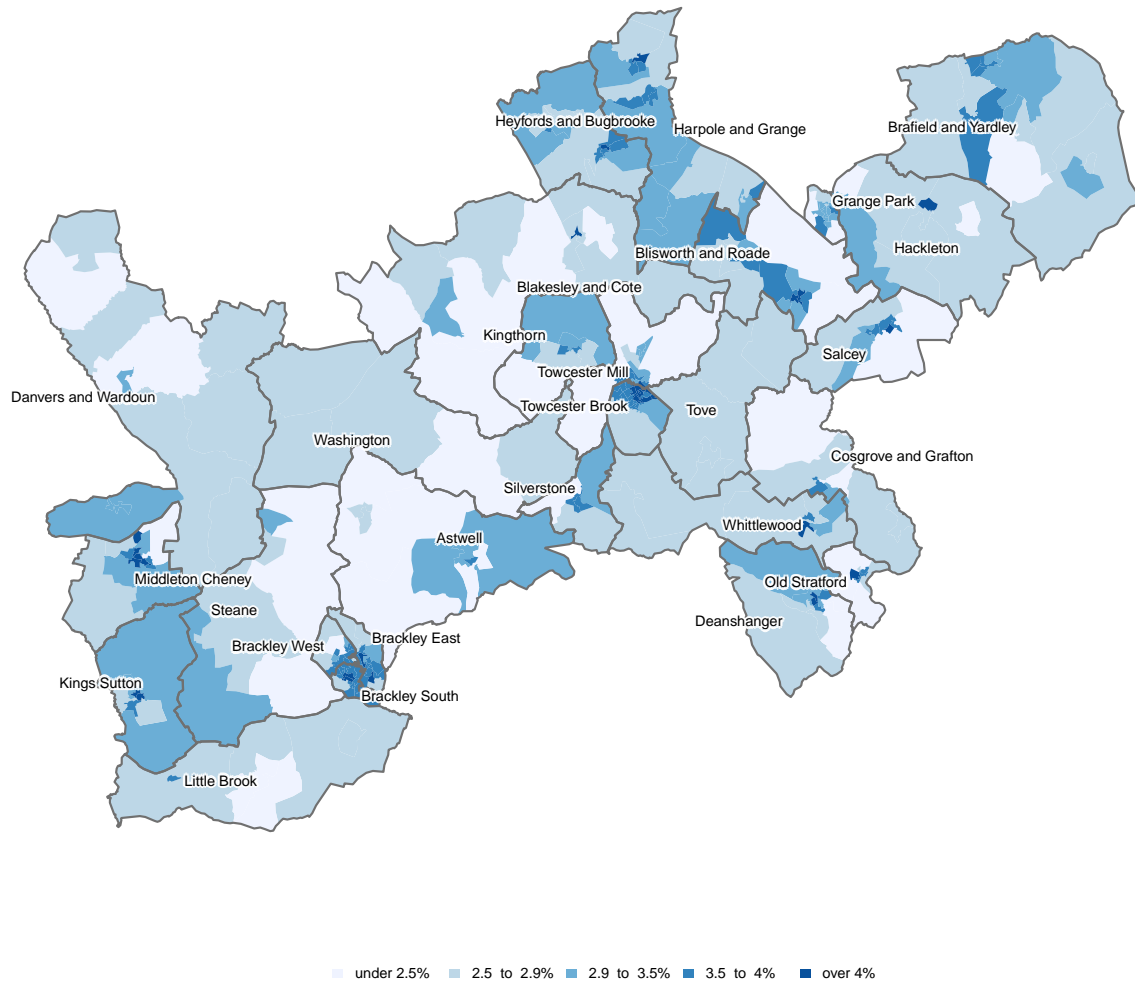 Heyfords and Bugbrooke
Harpole and Grange
Brafield and Yardley
Grange Park
Hackleton
Blisworth and Roade
Blakesley and Cote
Kingthorn
Salcey
Towcester Mill
Danvers and Wardoun
Towcester Brook
Tove
Washington
Cosgrove and Grafton
Silverstone
Whittlewood
Astwell
Middleton Cheney
Old Stratford
Steane
Deanshanger
Brackley East
Brackley West
Kings Sutton
Brackley South
Little Brook
under 2.5% 2.5 to 2.9% 2.9 to 3.5% 3.5 to 4% over 4%